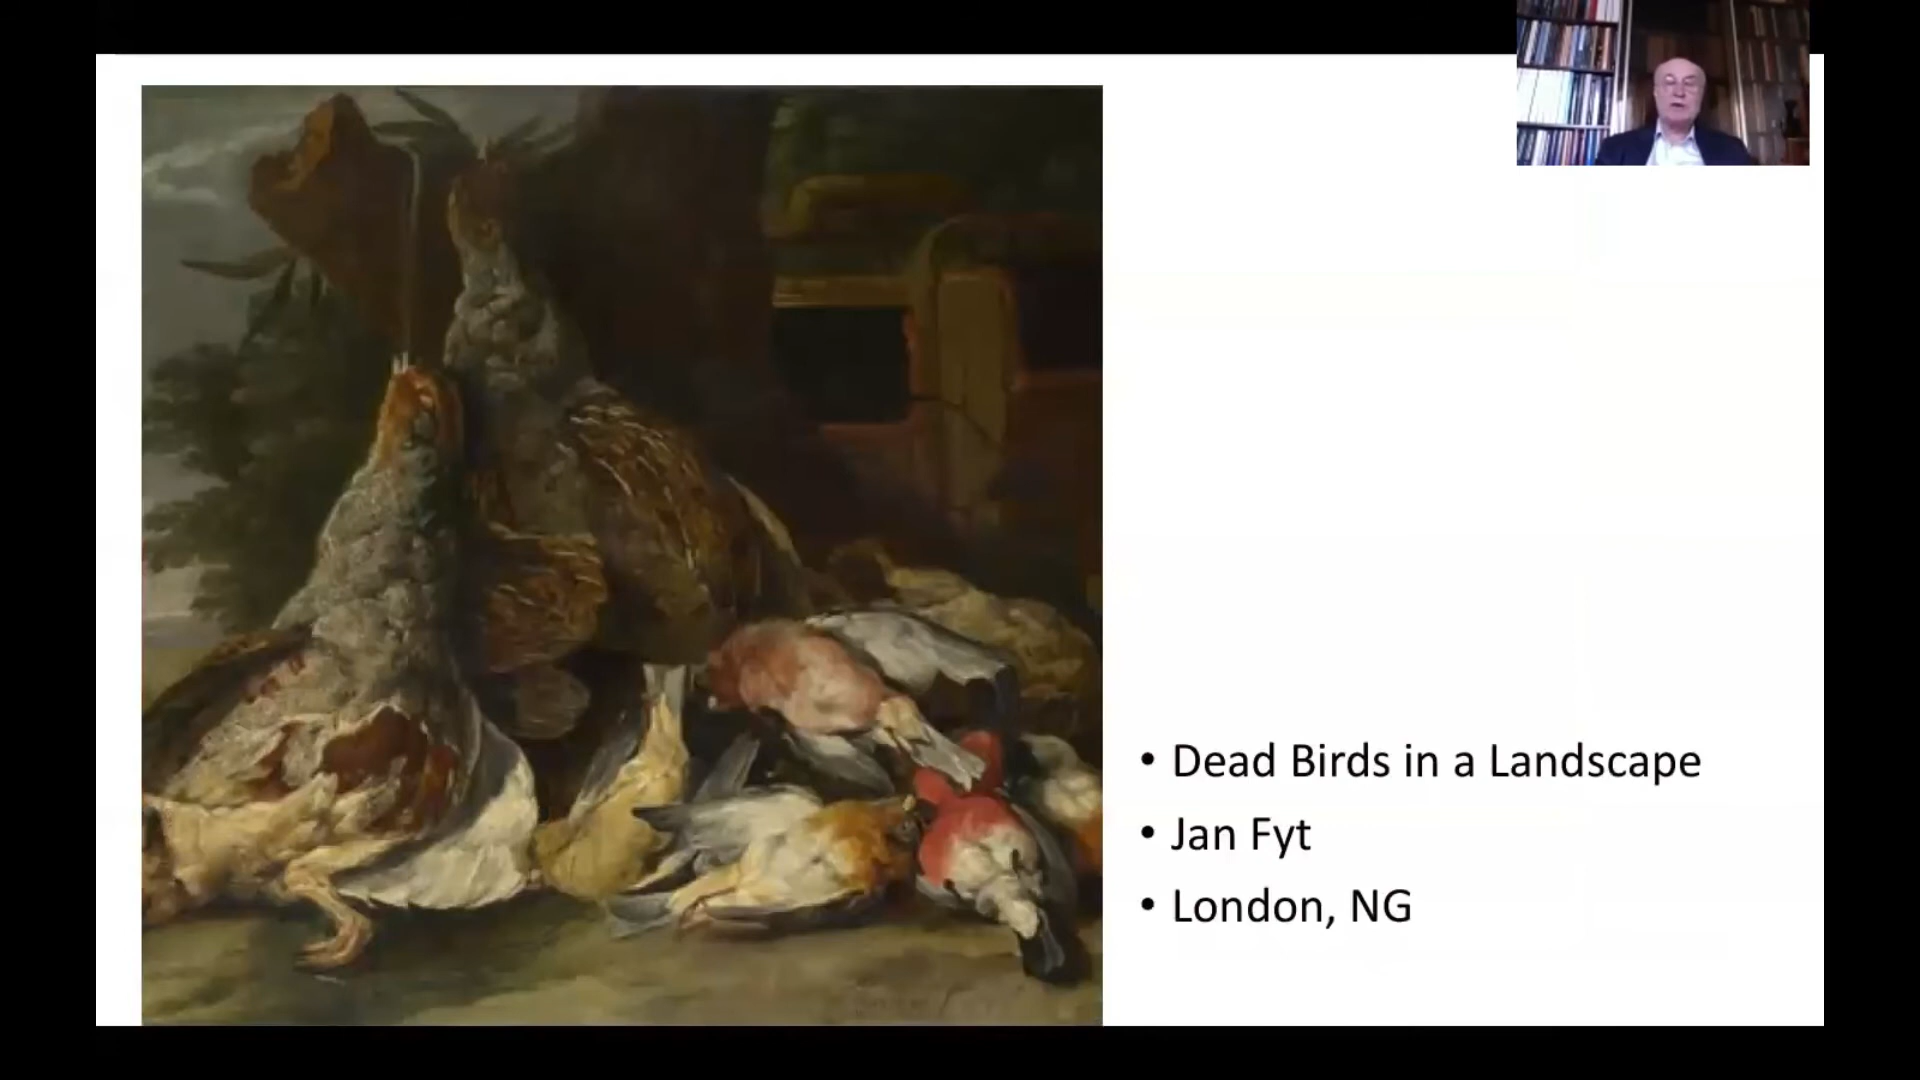 • Dead Birds in a Landscape
• Jan Fyt
• London, NG